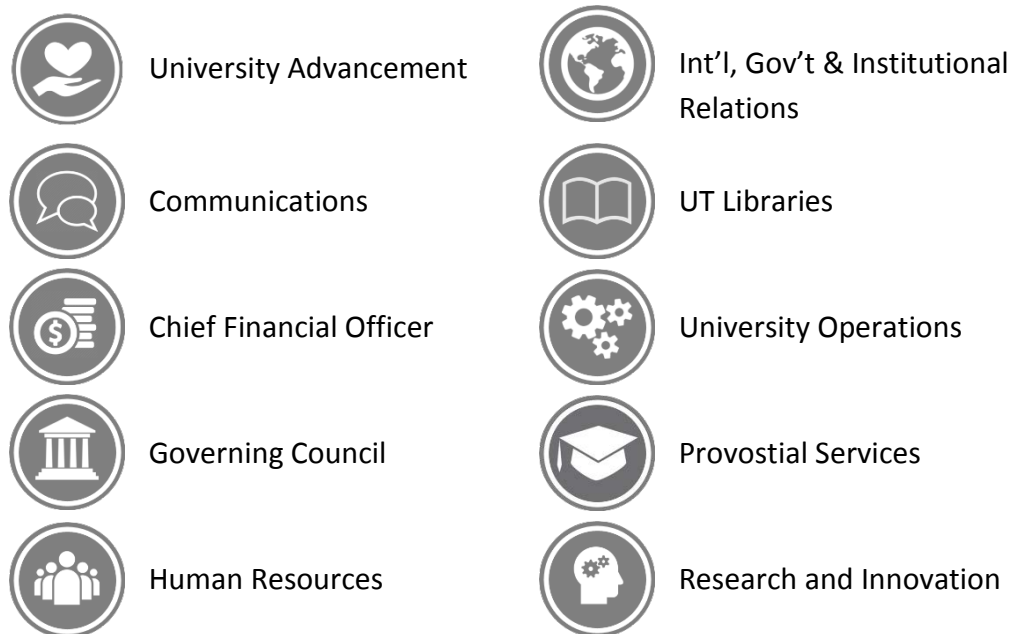 University Advancement
Int’l, Gov’t & Institutional
Relations
Communications
UT Libraries
$
Chief Financial Officer
University Operations
Governing Council
Provostial Services
Human Resources
Research and Innovation